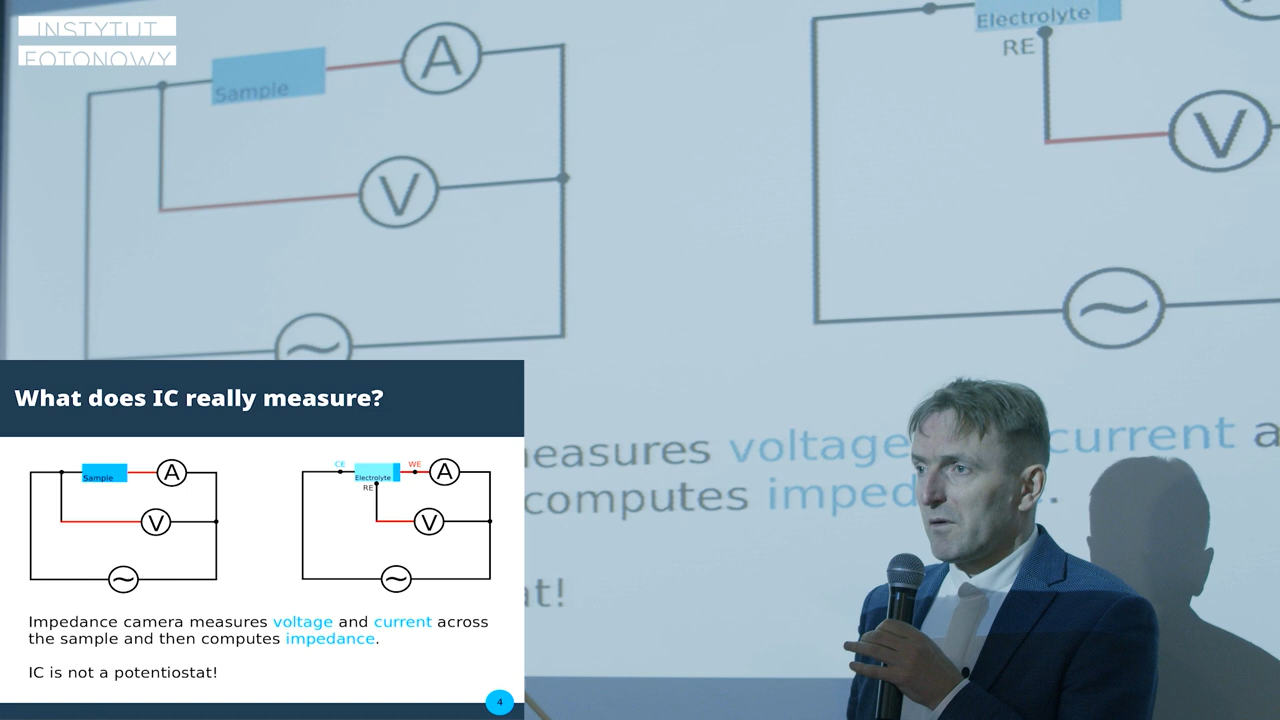 INSTYTUT
FOTONOWY
Sample
A
V
Electrolyte
RE
V
measures voltage current a
computes imped .
at!
What does IC really measure?
Sample
A
V
CE
WE
Electrolyte
RE
A
V
Impedance camera measures voltage and current across
the sample and then computes impedance.
IC is not a potentiostat!
4